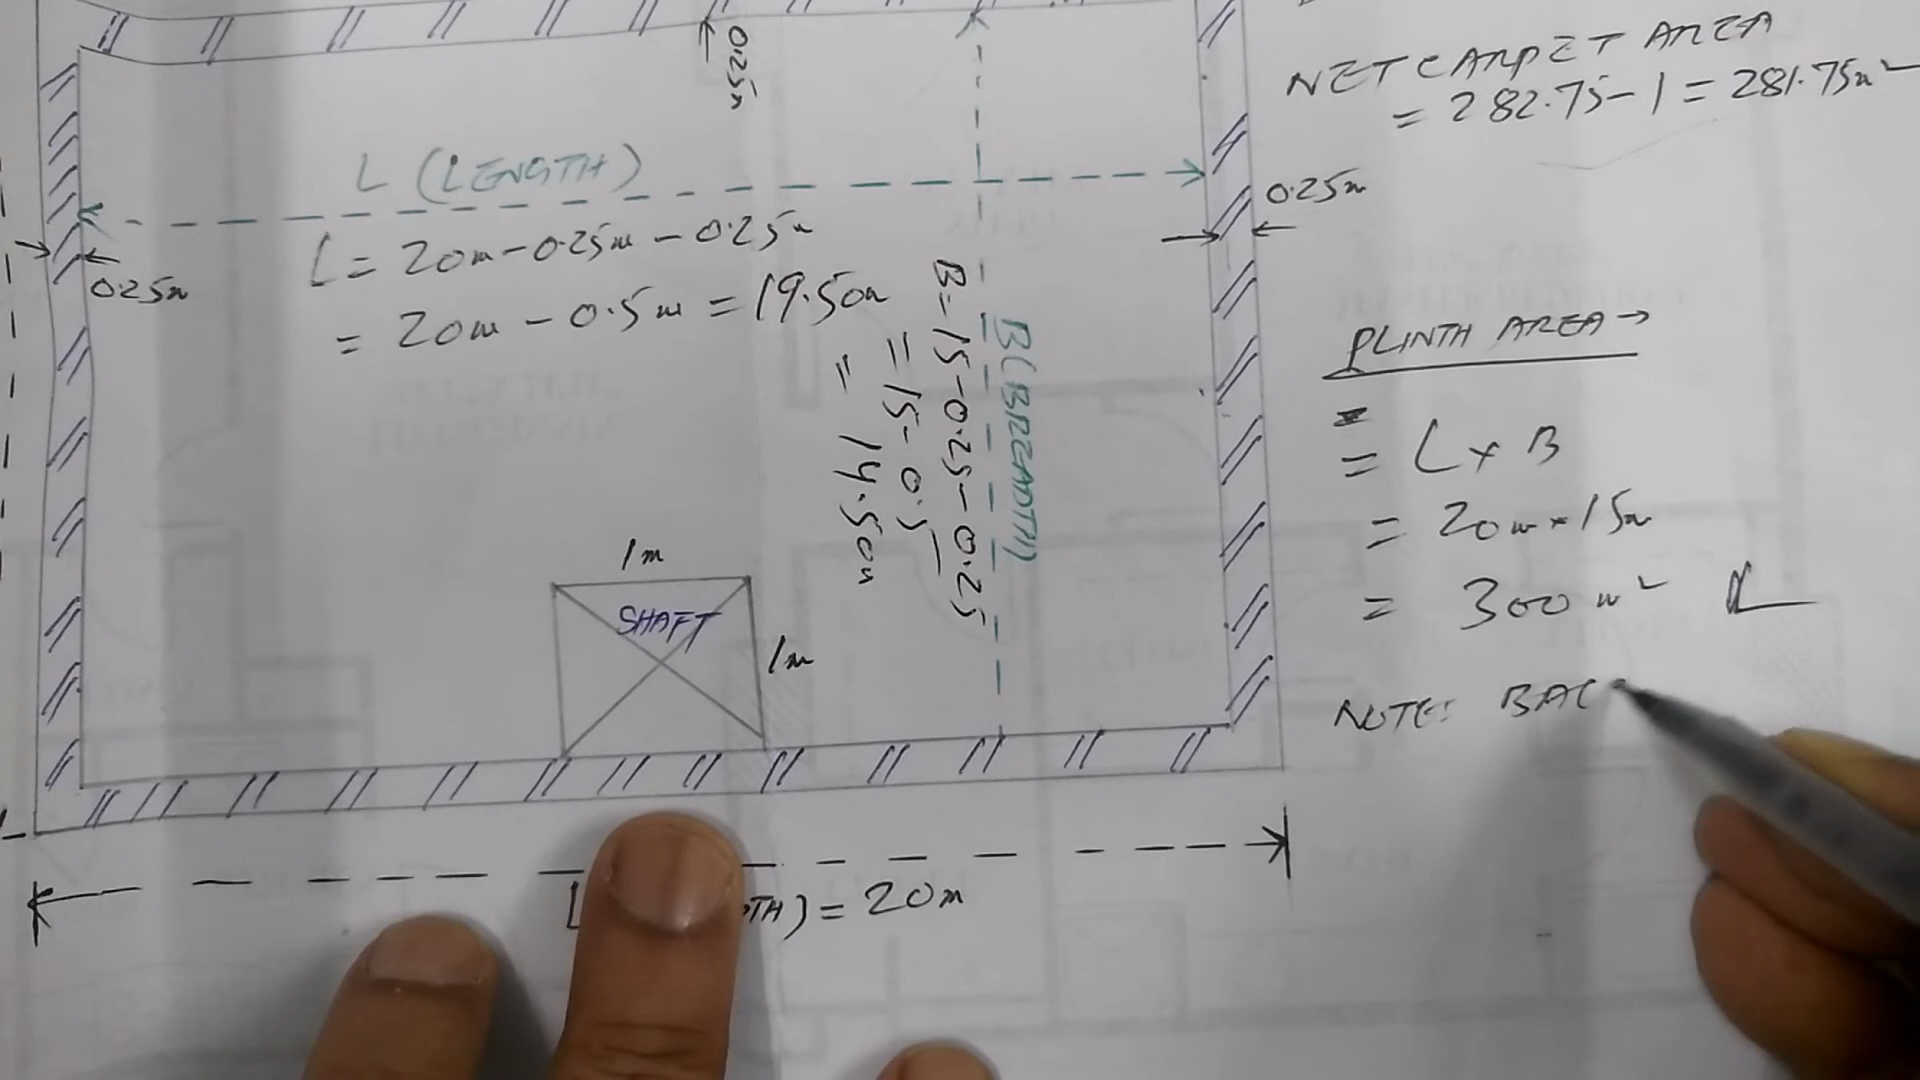 0.25m
L (LENGTH)
L = 20m - 0.25m - 0.25m
= 20m - 0.5m = 19.50m
0.25m
0.25m
B = 15 - 0.25 - 0.25
= 15 - 0.5
= 14.50m
B (BREADTH)
1m
SHAFT
1m
TH) = 20m
NET CARPET AREA
= 282.75 - 1 = 281.75m²
PLINTH AREA →
= L x B
= 20m x 15m
= 300m²
NOTE: BAC